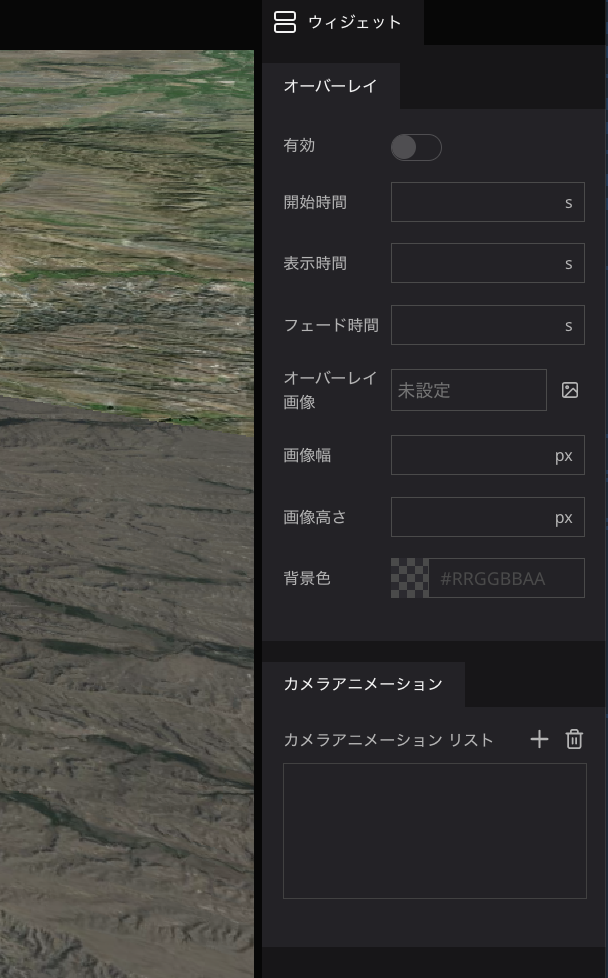 ウィジェット
オーバーレイ
有効
開始時間 s
表示時間 s
フェード時間 s
オーバーレイ
画像
未設定
画像幅 px
画像高さ px
背景色 #RRGGBBAA
カメラアニメーション
カメラアニメーション リスト